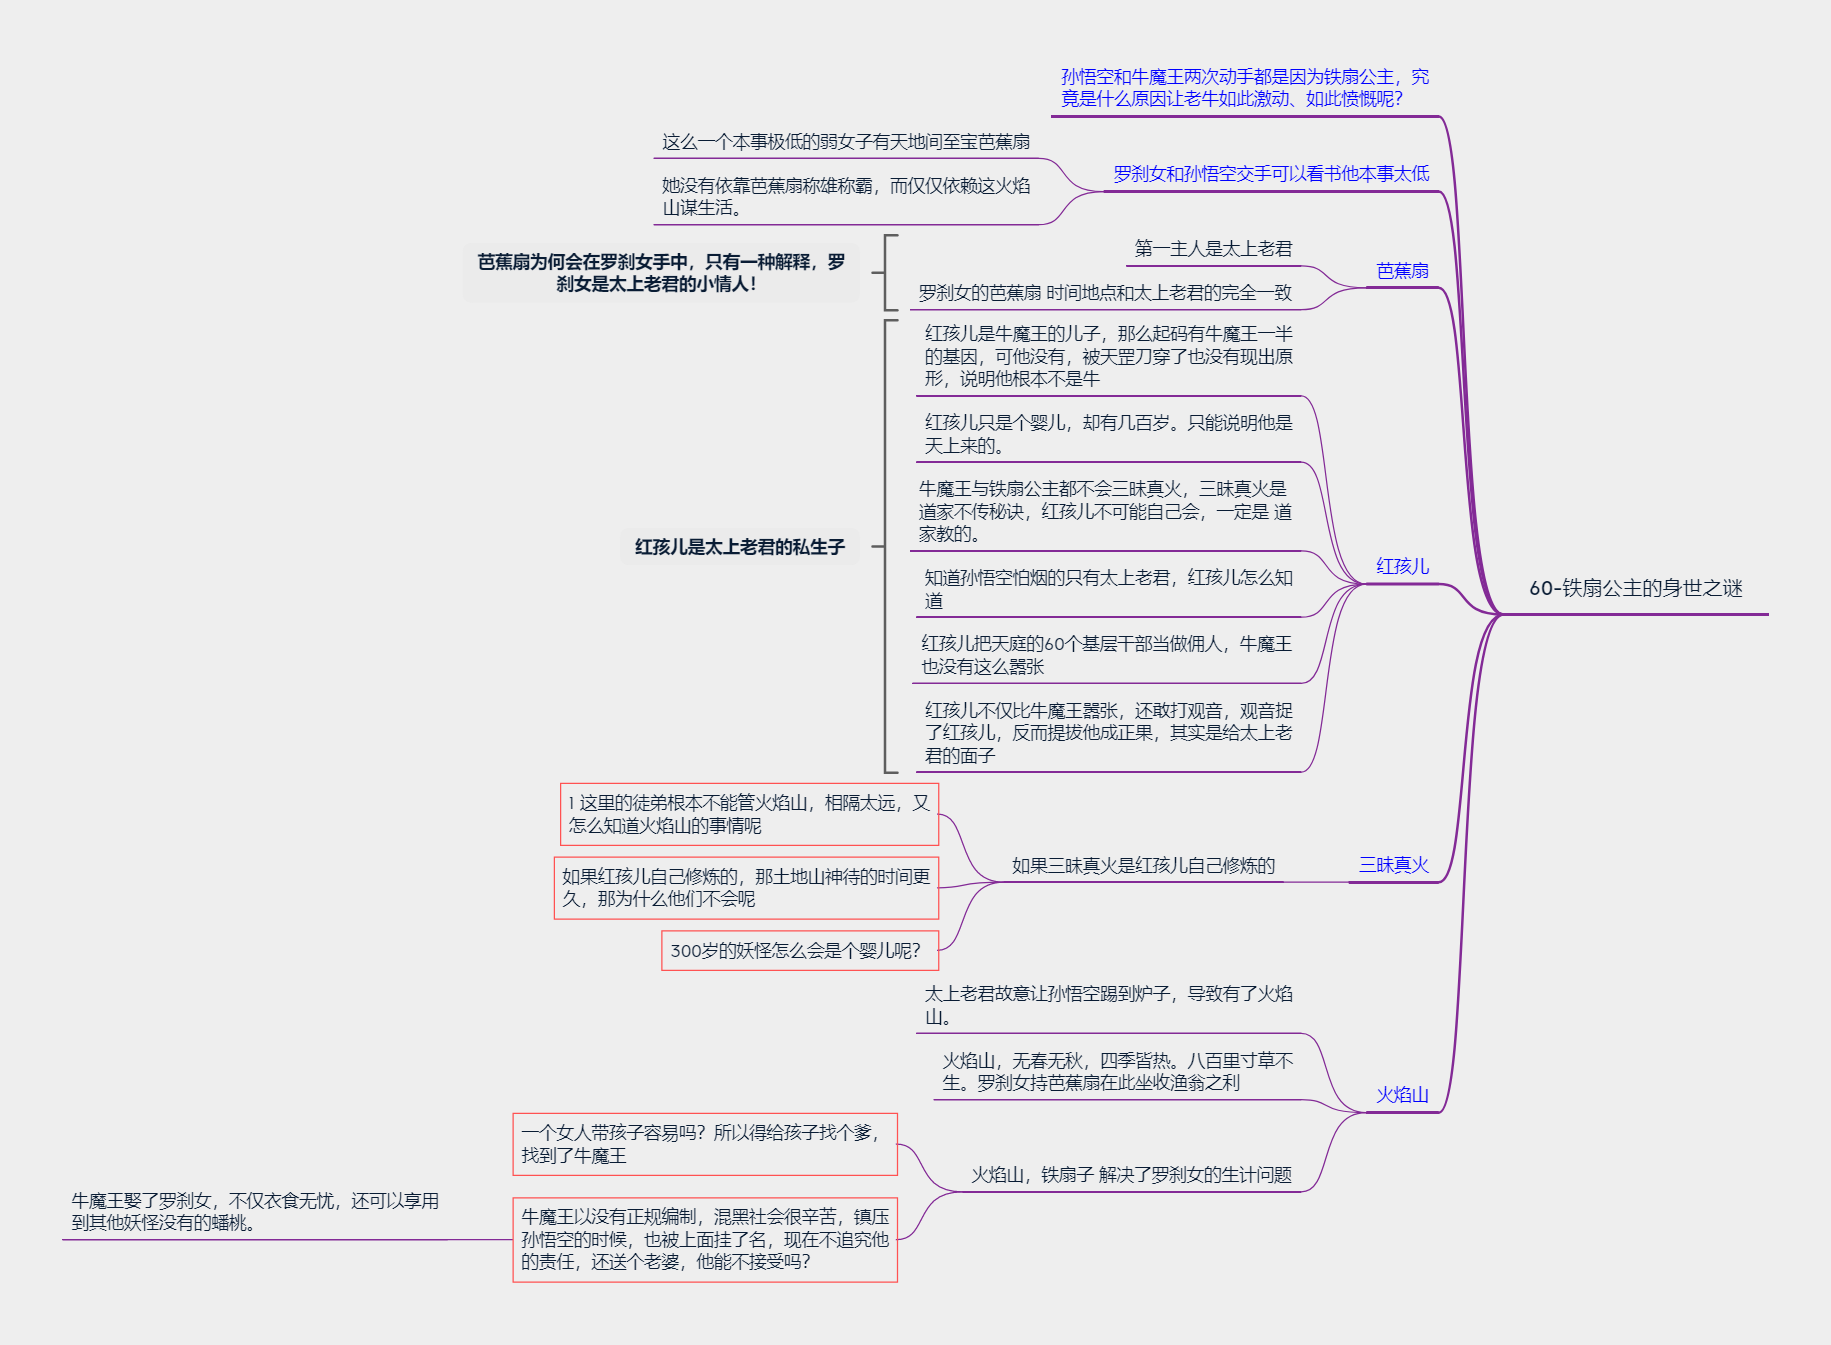 孙悟空和牛魔王两次动手都是因为铁扇公主，究
竟是什么原因让老牛如此激动、如此愤慨呢？
这么一个本事极低的弱女子有天地间至宝芭蕉扇
罗刹女和孙悟空交手可以看书他本事太低
她没有依靠芭蕉扇称雄称霸，而仅仅依赖这火焰
山谋生活。
芭蕉扇为何会在罗刹女手中，只有一种解释，罗
刹女是太上老君的小情人！
第一主人是太上老君
芭蕉扇
罗刹女的芭蕉扇 时间地点和太上老君的完全一致
红孩儿是牛魔王的儿子，那么起码有牛魔王一半
的基因，可他没有，被天罡刀穿了也没有现出原
形，说明他根本不是牛
红孩儿只是个婴儿，却有几百岁。只能说明他是
天上来的。
牛魔王与铁扇公主都不会三昧真火，三昧真火是
道家不传秘诀，红孩儿不可能自己会，一定是 道
家教的。
红孩儿是太上老君的私生子
知道孙悟空怕烟的只有太上老君，红孩儿怎么知
道
红孩儿
60-铁扇公主的身世之谜
红孩儿把天庭的60个基层干部当做佣人，牛魔王
也没有这么嚣张
红孩儿不仅比牛魔王嚣张，还敢打观音，观音捉
了红孩儿，反而提拔他成正果，其实是给太上老
君的面子
1 这里的徒弟根本不能管火焰山，相隔太远，又
怎么知道火焰山的事情呢
如果三昧真火是红孩儿自己修炼的
三昧真火
如果红孩儿自己修炼的，那土地山神待的时间更
久，那为什么他们不会呢
300岁的妖怪怎么会是个婴儿呢？
太上老君故意让孙悟空踢到炉子，导致有了火焰
山。
火焰山，无春无秋，四季皆热。八百里寸草不
生。罗刹女持芭蕉扇在此坐收渔翁之利
火焰山
一个女人带孩子容易吗？所以得给孩子找个爹，
找到了牛魔王
火焰山，铁扇子 解决了罗刹女的生计问题
牛魔王娶了罗刹女，不仅衣食无忧，还可以享用
到其他妖怪没有的蟠桃。
牛魔王以没有正规编制，混黑社会很辛苦，镇压
孙悟空的时候，也被上面挂了名，现在不追究他
的责任，还送个老婆，他能不接受吗？